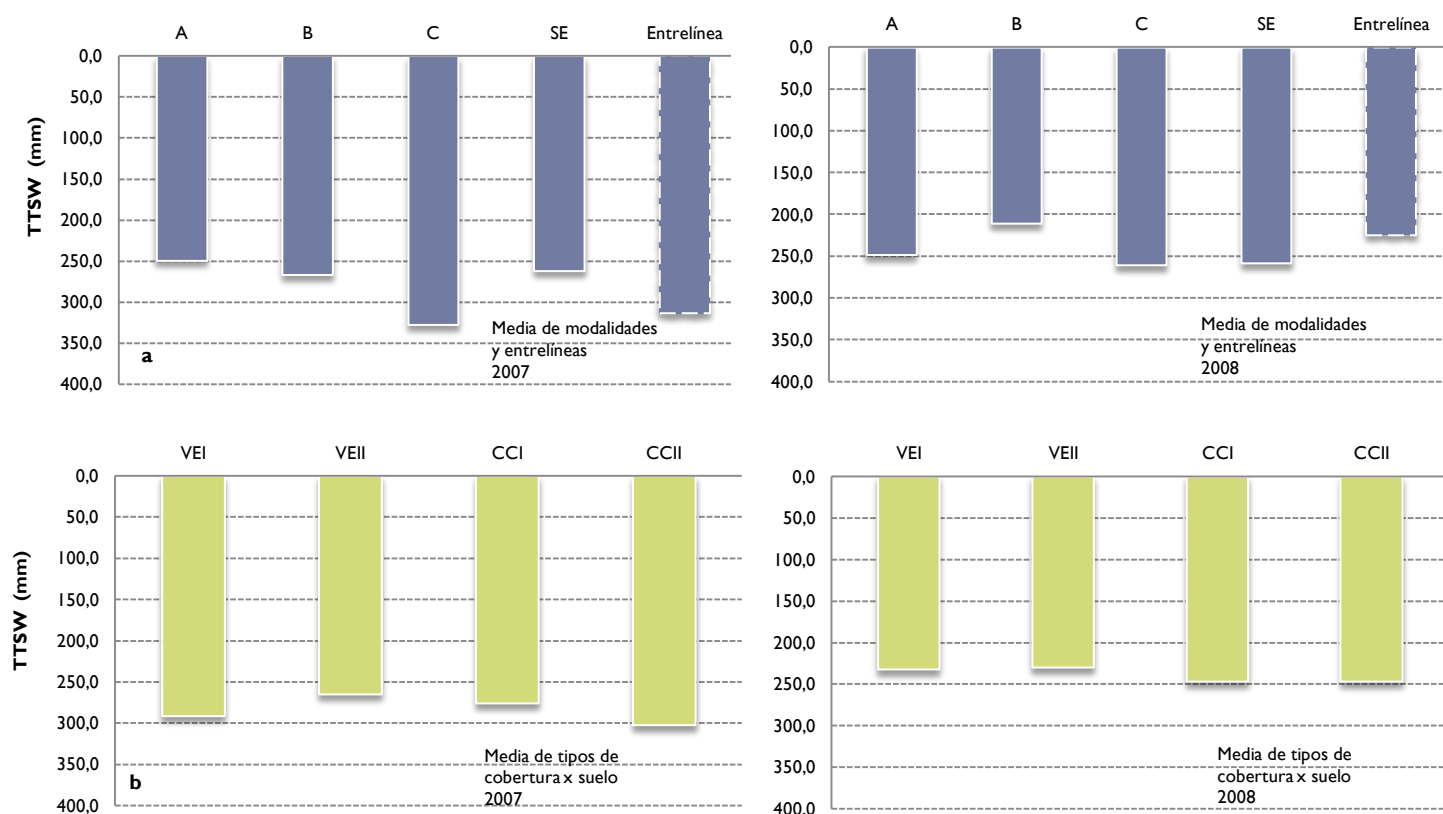 A B C SE Entrelínea
0,0
50,0
100,0
150,0
200,0
250,0
300,0
350,0
400,0
TTSW (mm)
Media de modalidades
y entrelíneas
2007
a
A B C SE Entrelínea
0,0
50,0
100,0
150,0
200,0
250,0
300,0
350,0
400,0
Media de modalidades
y entrelíneas
2008
VEI VEII CCI CCII
0,0
50,0
100,0
150,0
200,0
250,0
300,0
350,0
400,0
TTSW (mm)
Media de tipos de
cobertura x suelo
2007
b
VEI VEII CCI CCII
0,0
50,0
100,0
150,0
200,0
250,0
300,0
350,0
400,0
Media de tipos de
cobertura x suelo
2008